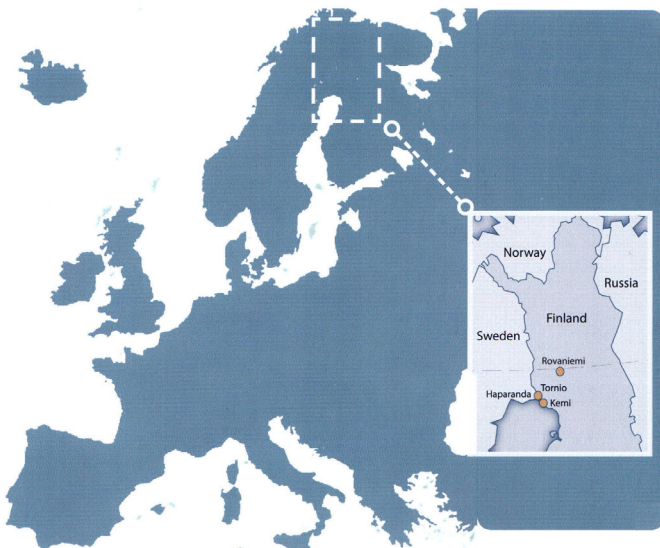 Norway
Russia
Finland
Sweden
Rovaniemi
Tornio
Haparanda
Kemi